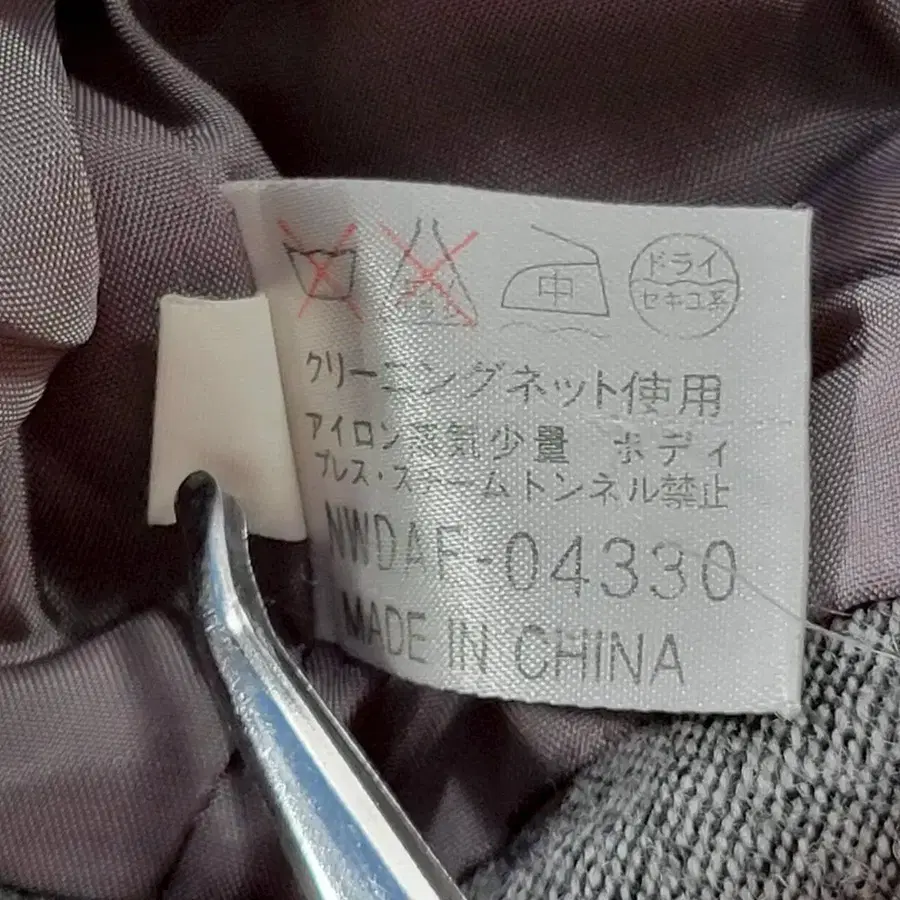 中 ドライ
セキユ系
クリーニングネット使用
アイロン蒸気少量 ボディ
プレス・スチームトンネル禁止
NWDAF-04330
MADE IN CHINA